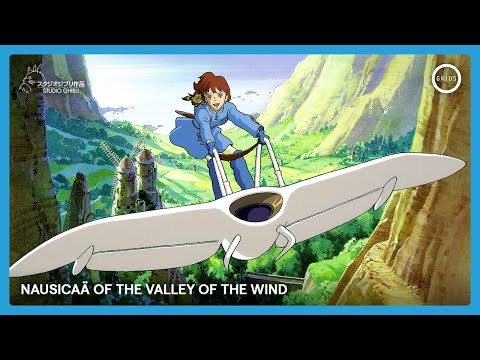 スタジオジブリ作品
STUDIO GHIBLI
GKIDS
NAUSICAÄ OF THE VALLEY OF THE WIND